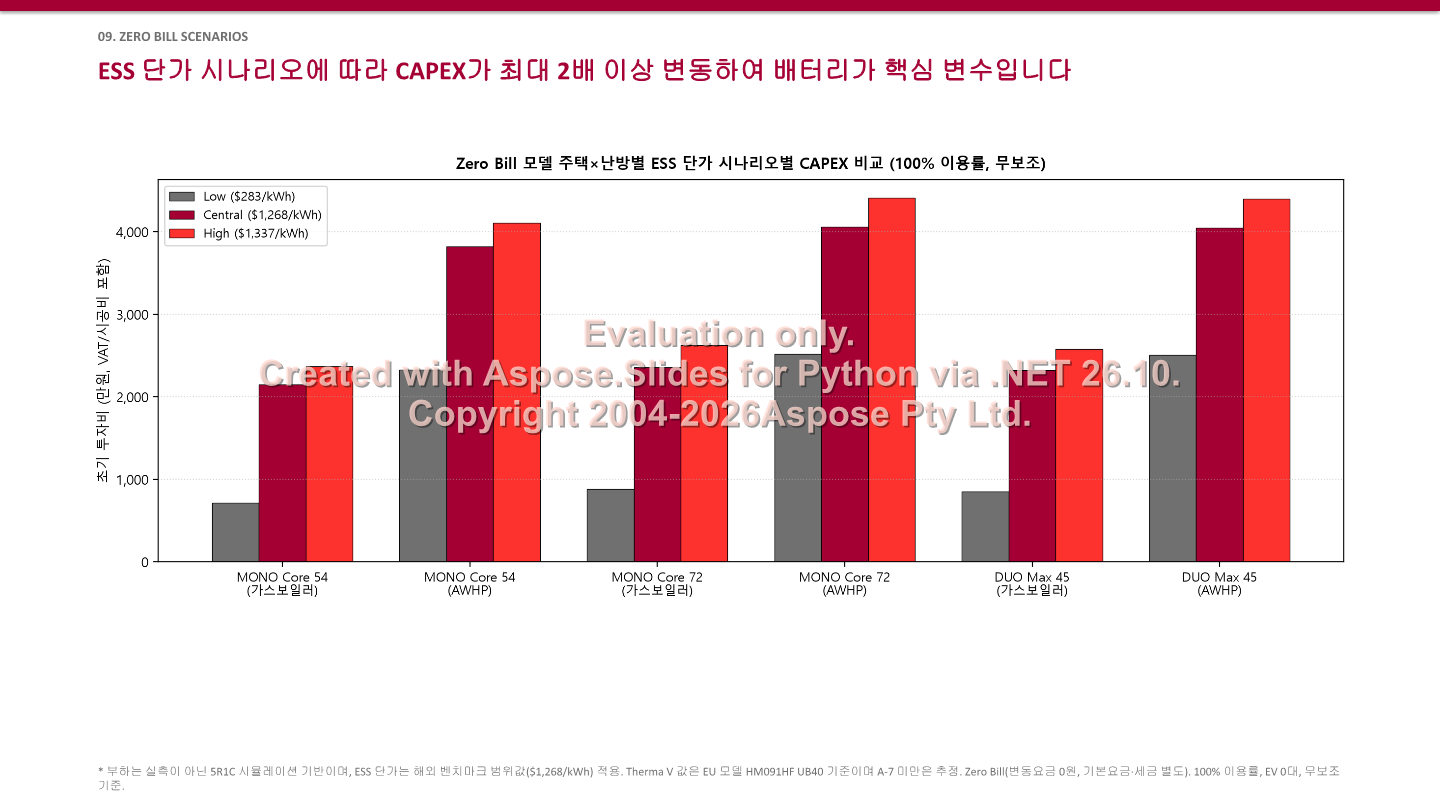 09. ZERO BILL SCENARIOS
ESS 단가 시나리오에 따라 CAPEX가 최대 2배 이상 변동하여 배터리가 핵심 변수입니다
Zero Bill 모델 주택×난방별 ESS 단가 시나리오별 CAPEX 비교 (100% 이용률, 무보조)
Low ($283/kWh)
Central ($1,268/kWh)
High ($1,337/kWh)
초기 투자비 (만원, VAT/시공비 포함)
4,000
3,000
2,000
1,000
0
Evaluation only.
Created with Aspose.Slides for Python via .NET 26.10.
Copyright 2004-2026Aspose Pty Ltd.
MONO Core 54
(가스보일러)
MONO Core 54
(AWHP)
MONO Core 72
(가스보일러)
MONO Core 72
(AWHP)
DUO Max 45
(가스보일러)
DUO Max 45
(AWHP)
* 부하는 실측이 아닌 5R1C 시뮬레이션 기반이며, ESS 단가는 해외 벤치마크 범위값($1,268/kWh) 적용. Therma V 값은 EU 모델 HM091HF UB40 기준이며 A-7 미만은 추정. Zero Bill(변동요금 0원, 기본요금·세금 별도). 100% 이용률, EV 0대, 무보조
기준.